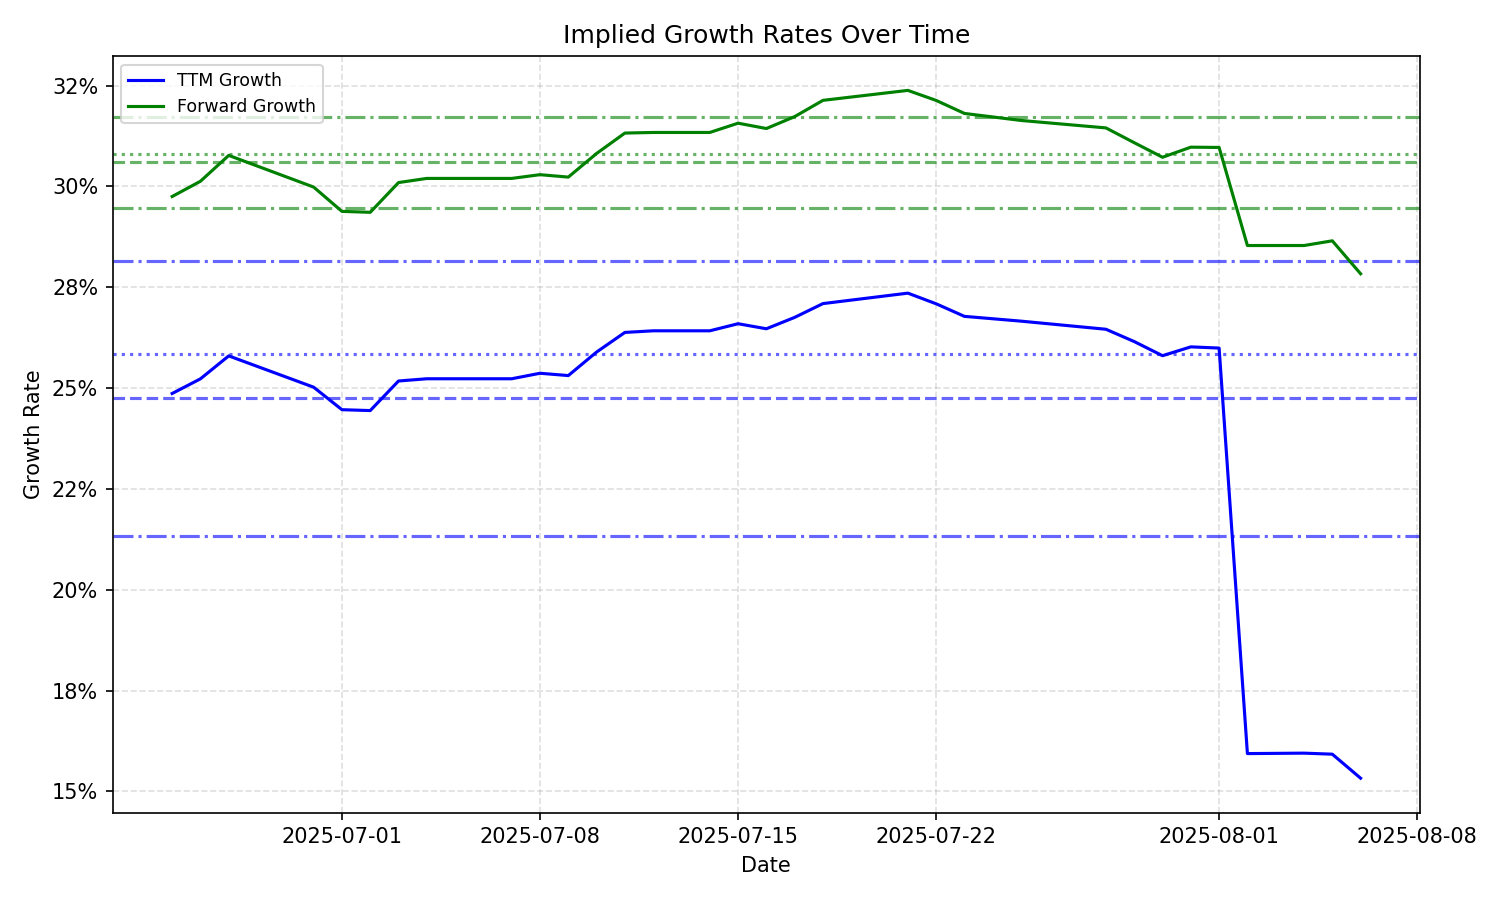 Implied Growth Rates Over Time
TTM Growth
Forward Growth
32%
30%
28%
25%
22%
20%
18%
15%
Growth Rate
2025-07-01
2025-07-08
2025-07-15
2025-07-22
2025-08-01
2025-08-08
Date